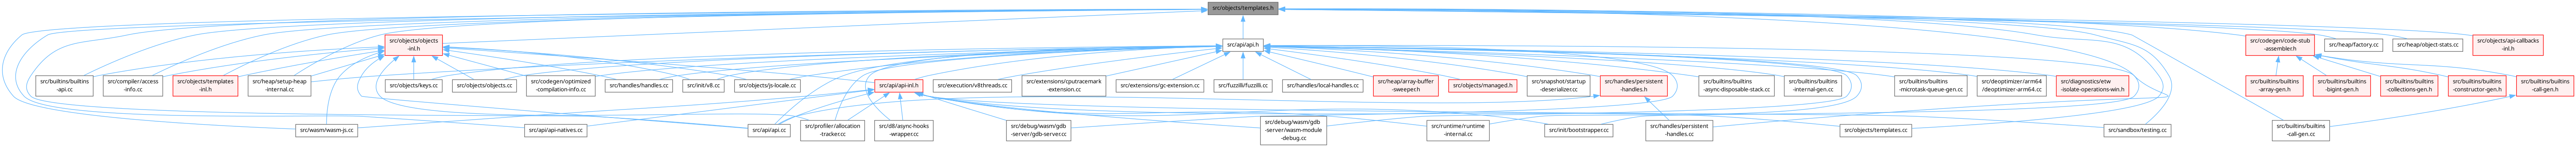 src/objects/templates.h
src/objects/objects
-inl.h
src/api/api.h
src/codegen/code-stub
-assembler.h
src/heap/factory.cc
src/heap/object-stats.cc
src/objects/api-callbacks
-inl.h
src/builtins/builtins
-api.cc
src/compiler/access
-info.cc
src/objects/templates
-inl.h
src/heap/setup-heap
-internal.cc
src/objects/keys.cc
src/objects/objects.cc
src/codegen/optimized
-compilation-info.cc
src/handles/handles.cc
src/init/v8.cc
src/objects/js-locale.cc
src/api/api-inl.h
src/execution/v8threads.cc
src/extensions/cputracemark
-extension.cc
src/extensions/gc-extension.cc
src/fuzzilli/fuzzilli.cc
src/handles/local-handles.cc
src/heap/array-buffer
-sweeper.cc
src/objects/managed.h
src/snapshot/startup
-deserializer.cc
src/handles/persistent
-handles.h
src/builtins/builtins
-async-disposable-stack.cc
src/builtins/builtins
-internal-gen.cc
src/builtins/builtins
-microtask-queue-gen.cc
src/deoptimizer/arm64
/deoptimizer-arm64.cc
src/diagnostics/etw
-isolate-operations-win.h
src/builtins/builtins
-array-gen.h
src/builtins/builtins
-bigint-gen.h
src/builtins/builtins
-collections-gen.h
src/builtins/builtins
-constructor-gen.h
src/builtins/builtins
-call-gen.h
src/wasm/wasm-js.cc
src/api/api-natives.cc
src/api/api.cc
src/profiler/allocation
-tracker.cc
src/d8/async-hooks
-wrapper.cc
src/debug/wasm/gdb
-server/gdb-server.cc
src/debug/wasm/gdb
-server/wasm-module
-debug.cc
src/runtime/runtime
-internal.cc
src/init/bootstrapper.cc
src/handles/persistent
-handles.cc
src/objects/templates.cc
src/sandbox/testing.cc
src/builtins/builtins
-call-gen.cc